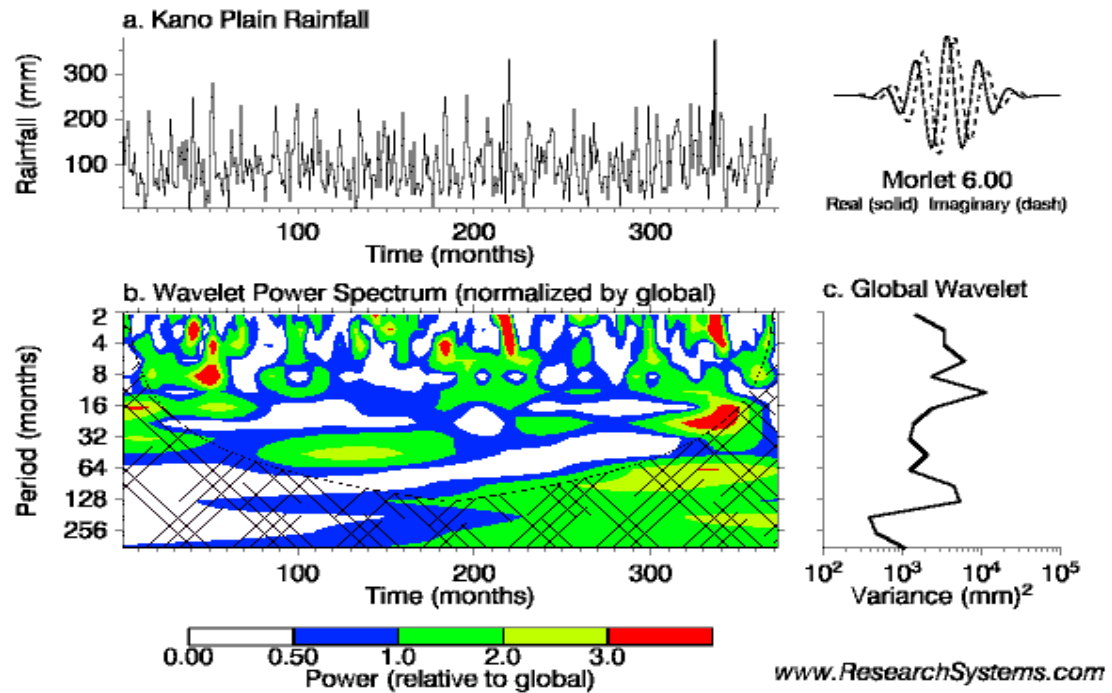 a. Kano Plain Rainfall
Rainfall (mm)
300
200
100
100 200 300
Time (months)
Morlet 6.00
Real (solid) Imaginary (dash)
b. Wavelet Power Spectrum (normalized by global)
Period (months)
2
4
8
16
32
64
128
256
100 200 300
Time (months)
c. Global Wavelet
10² 10³ 10⁴ 10⁵
Variance (mm)²
0.00 0.50 1.0 2.0 3.0
Power (relative to global)
www.ResearchSystems.com